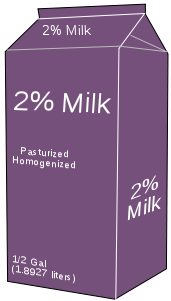 2% Milk
2% Milk
Pasturized
Homogenized
2%
Milk
1/2 Gal
(1.8927 liters)